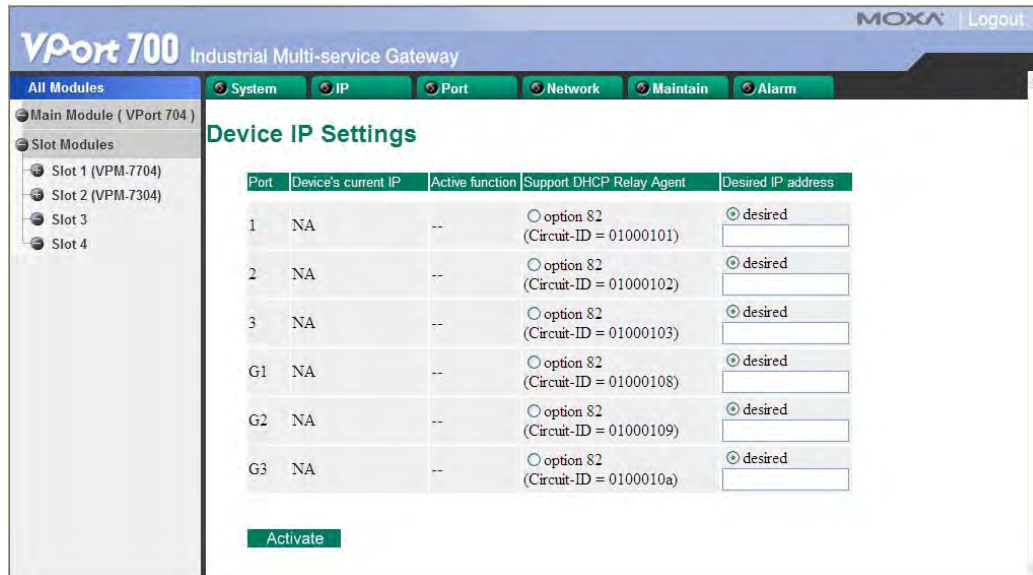 MOXA | Logout
VPort 700 Industrial Multi-service Gateway
All Modules
System IP Port Network Maintain Alarm
Main Module ( VPort 704 )
Slot Modules
Slot 1 (VPM-7704)
Slot 2 (VPM-7304)
Slot 3
Slot 4
Device IP Settings
Port Device's current IP Active function Support DHCP Relay Agent Desired IP address
1 NA -- option 82 desired
(Circuit-ID = 01000101)
2 NA -- option 82 desired
(Circuit-ID = 01000102)
3 NA -- option 82 desired
(Circuit-ID = 01000103)
G1 NA -- option 82 desired
(Circuit-ID = 01000108)
G2 NA -- option 82 desired
(Circuit-ID = 01000109)
G3 NA -- option 82 desired
(Circuit-ID = 0100010a)
Activate